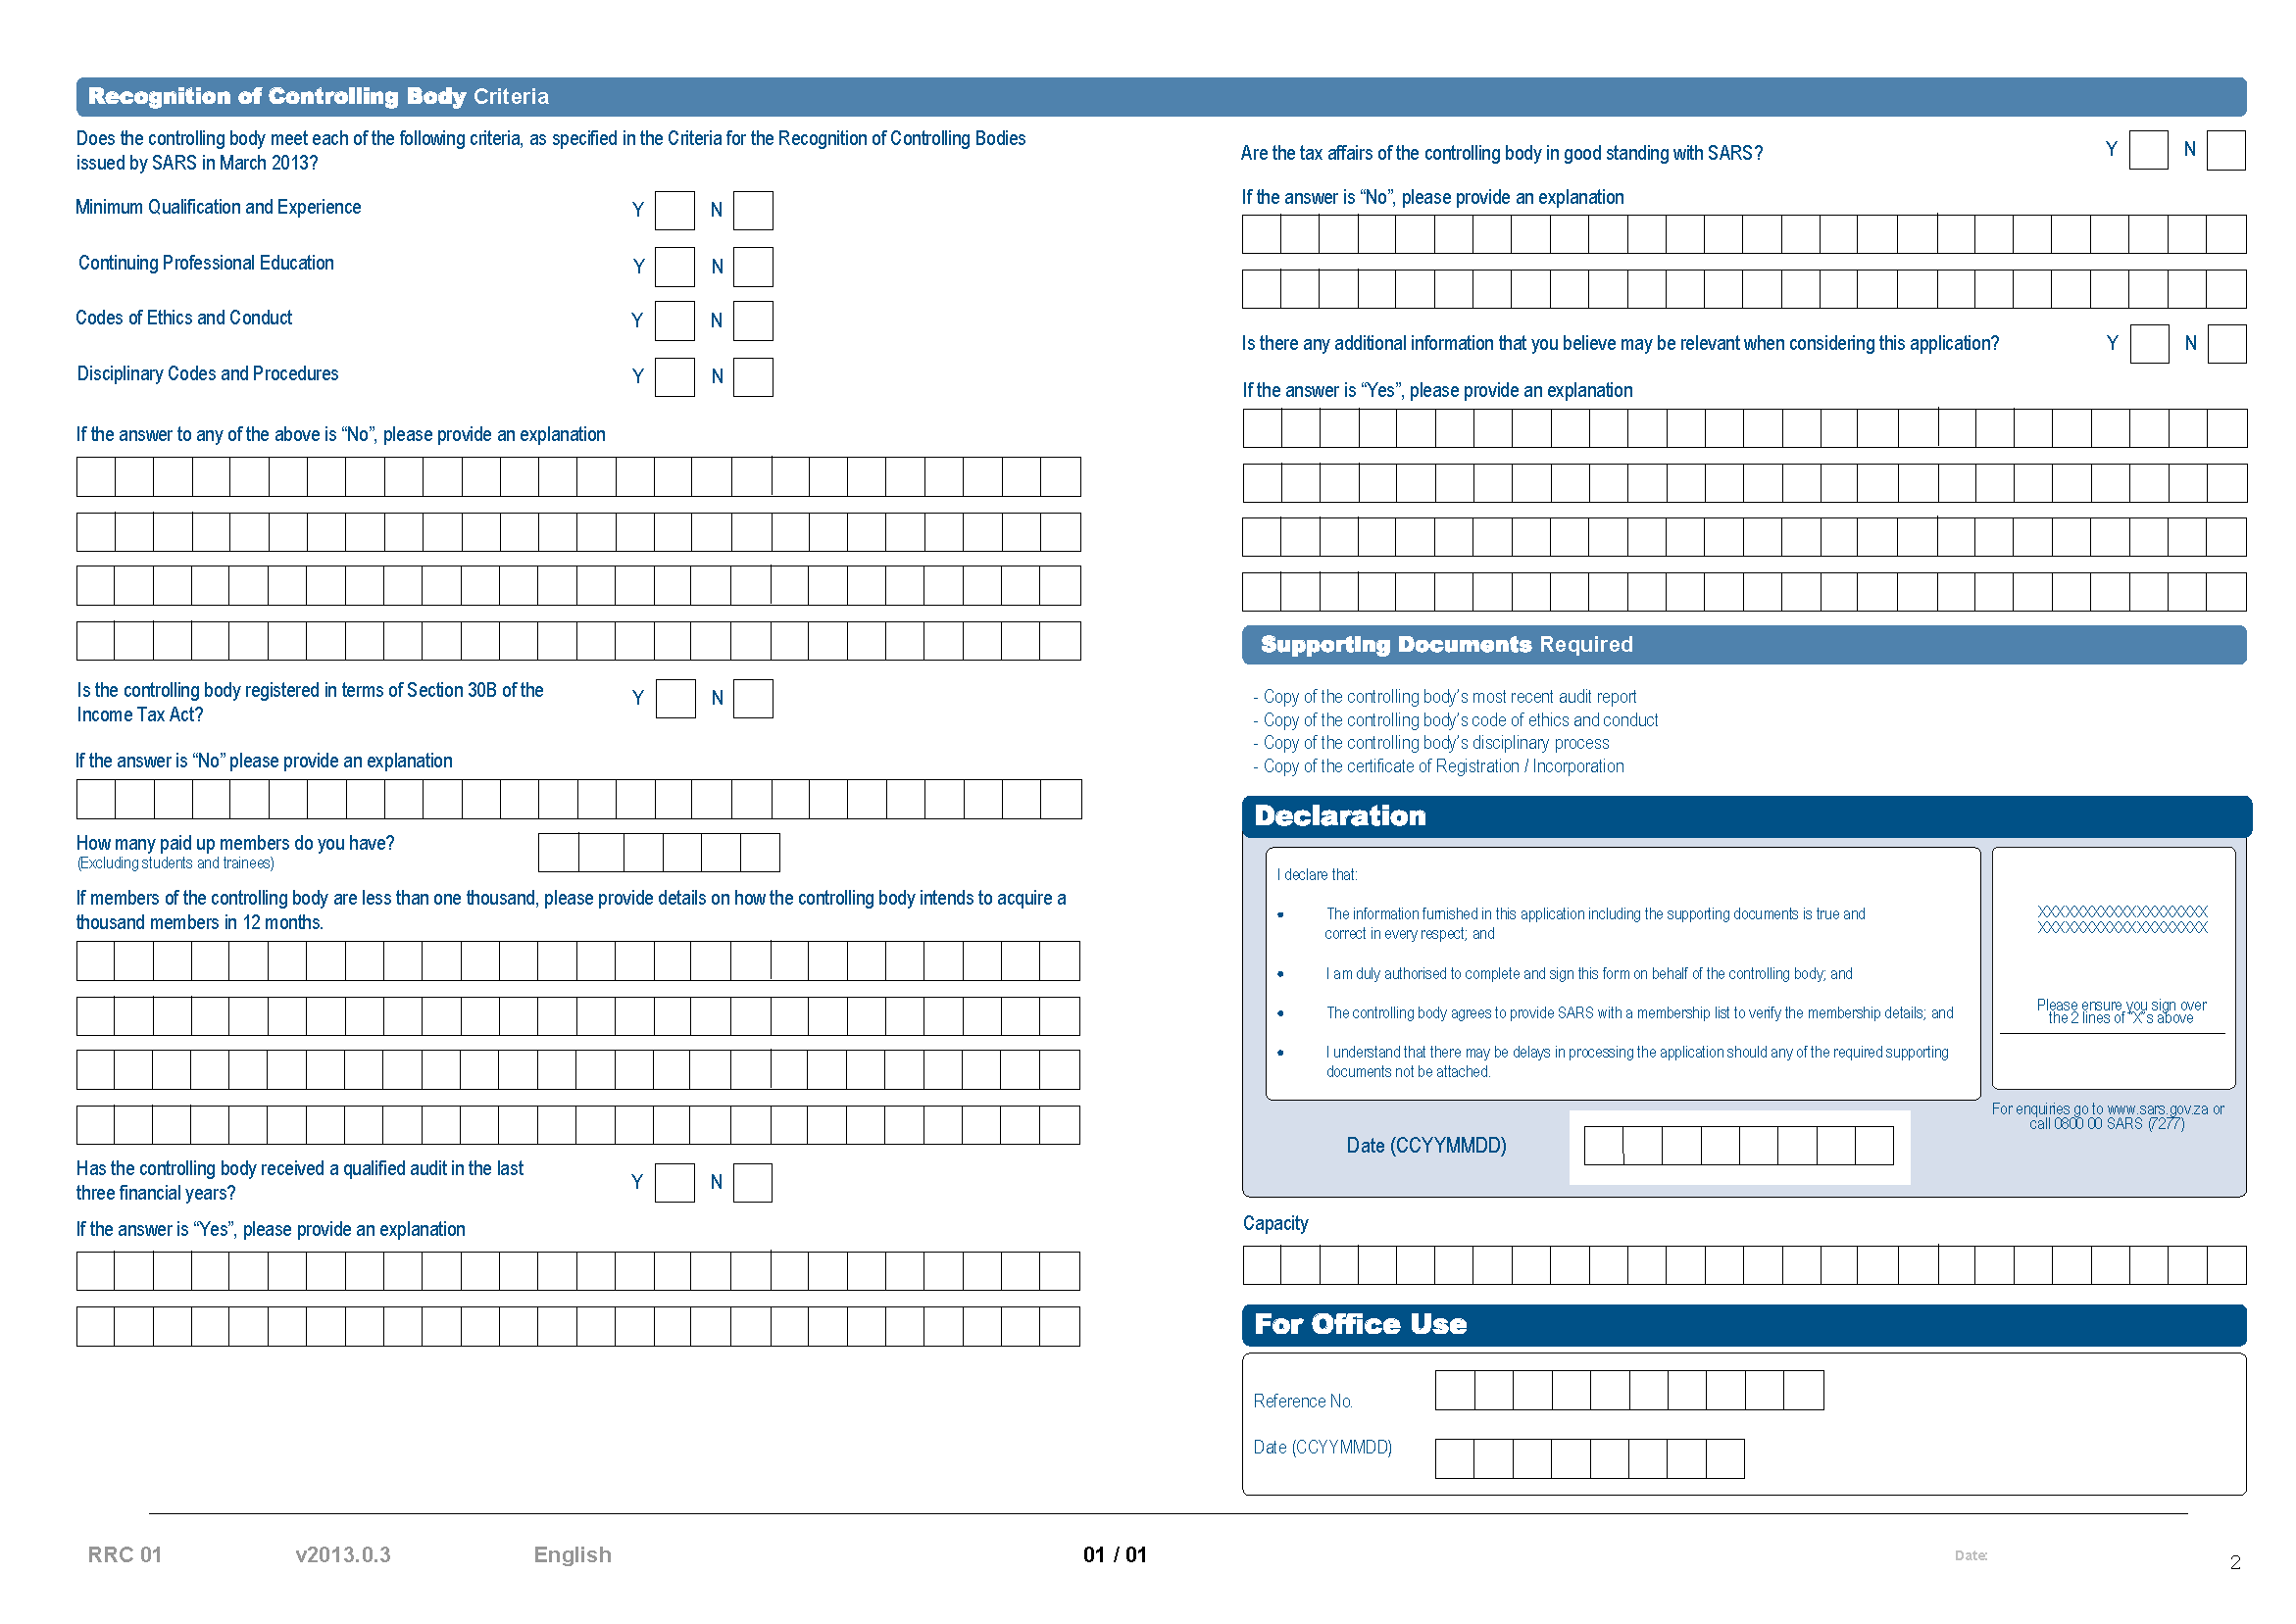 Recognition of Controlling Body Criteria
Does the controlling body meet each of the following criteria, as specified in the Criteria for the Recognition of Controlling Bodies
issued by SARS in March 2013?
Minimum Qualification and Experience Y N
Continuing Professional Education Y N
Codes of Ethics and Conduct Y N
Disciplinary Codes and Procedures Y N
If the answer to any of the above is “No”, please provide an explanation
Is the controlling body registered in terms of Section 30B of the
Income Tax Act?
Y N
If the answer is “No” please provide an explanation
How many paid up members do you have?
(Excluding students and trainees)
If members of the controlling body are less than one thousand, please provide details on how the controlling body intends to acquire a
thousand members in 12 months.
Has the controlling body received a qualified audit in the last
three financial years?
Y N
If the answer is “Yes”, please provide an explanation
Are the tax affairs of the controlling body in good standing with SARS? Y N
If the answer is “No”, please provide an explanation
Is there any additional information that you believe may be relevant when considering this application? Y N
If the answer is “Yes”, please provide an explanation
Supporting Documents Required
- Copy of the controlling body’s most recent audit report
- Copy of the controlling body’s code of ethics and conduct
- Copy of the controlling body’s disciplinary process
- Copy of the certificate of Registration / Incorporation
Declaration
I declare that:
• The information furnished in this application including the supporting documents is true and
correct in every respect; and
• I am duly authorised to complete and sign this form on behalf of the controlling body; and
• The controlling body agrees to provide SARS with a membership list to verify the membership details; and
• I understand that there may be delays in processing the application should any of the required supporting
documents not be attached.
XXXXXXXXXXXXXXXXXXX
XXXXXXXXXXXXXXXXXXX
Please ensure you sign over
the 2 lines of “X”s above
For enquiries go to www.sars.gov.za or
call 0800 00 SARS (7277)
Date (CCYYMMDD)
Capacity
For Office Use
Reference No.
Date (CCYYMMDD)
RRC 01 v2013.0.3 English 01 / 01 Date: 2